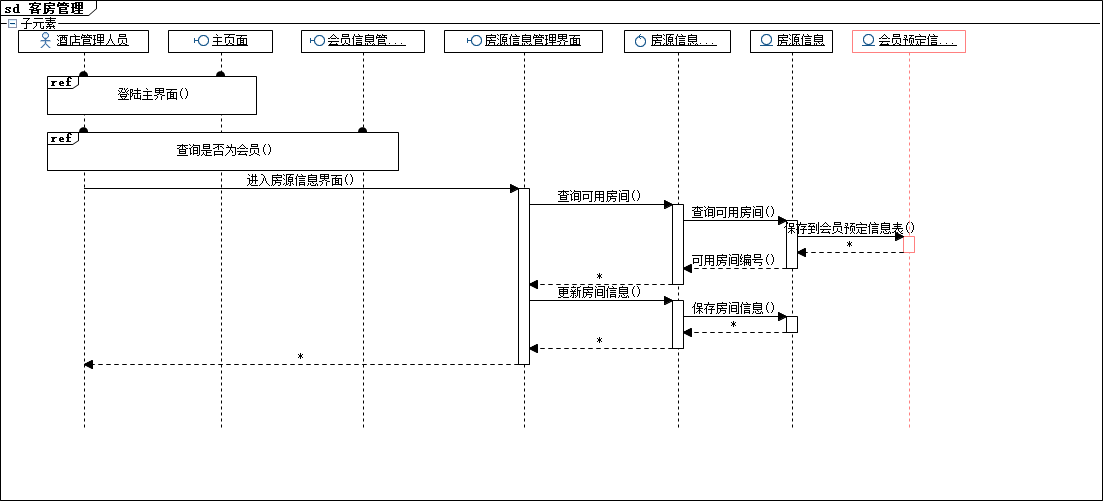 sd 客房管理
子元素
酒店管理人员
主页面
会员信息管...
房源信息管理界面
房源信息...
房源信息
会员预定信...
ref
登陆主界面()
ref
查询是否为会员()
进入房源信息界面()
查询可用房间()
查询可用房间()
保存到会员预定信息表()
*
可用房间编号()
*
更新房间信息()
保存房间信息()
*
*
*